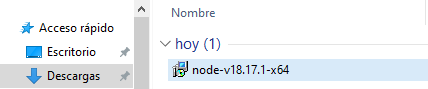 Nombre
Acceso rápido
Escritorio
Descargas
hoy (1)
node-v18.17.1-x64